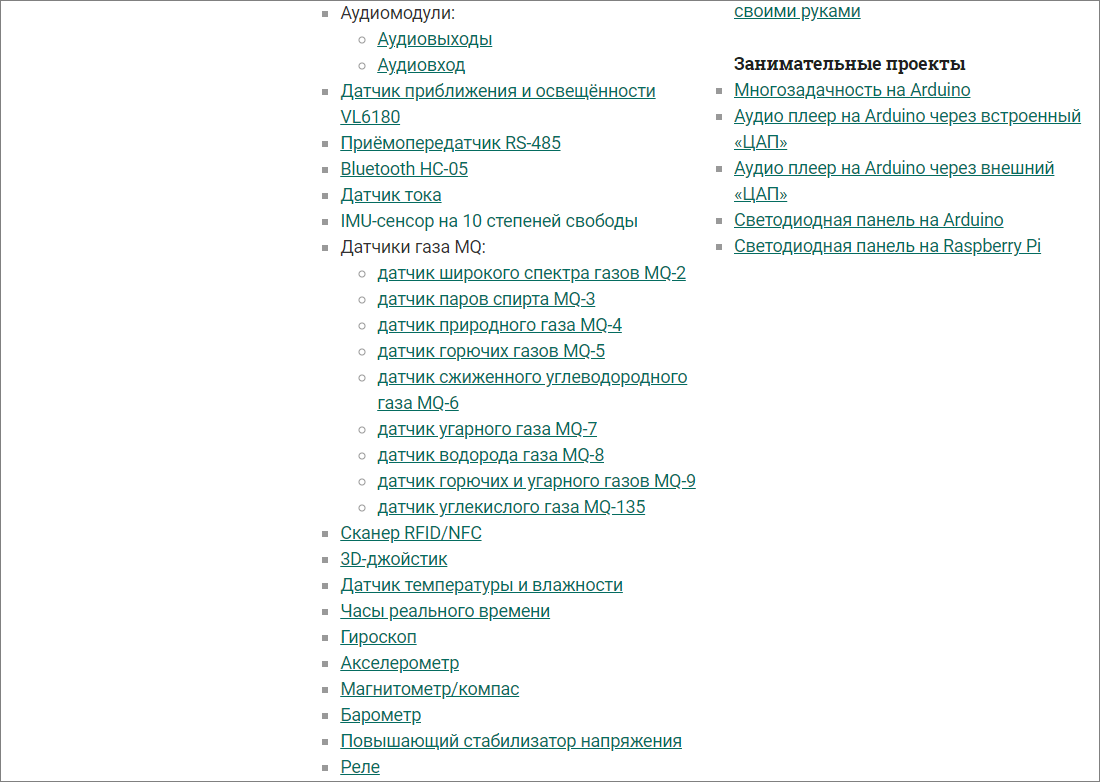 Аудиомодули:
Аудиовыходы
Аудиовход
Датчик приближения и освещённости
VL6180
Приёмопередатчик RS-485
Bluetooth HC-05
Датчик тока
IMU-сенсор на 10 степеней свободы
Датчики газа MQ:
датчик широкого спектра газов MQ-2
датчик паров спирта MQ-3
датчик природного газа MQ-4
датчик горючих газов MQ-5
датчик сжиженного углеводородного
газа MQ-6
датчик угарного газа MQ-7
датчик водорода газа MQ-8
датчик горючих и угарного газов MQ-9
датчик углекислого газа MQ-135
Сканер RFID/NFC
3D-джойстик
Датчик температуры и влажности
Часы реального времени
Гироскоп
Акселерометр
Магнитометр/компас
Барометр
Повышающий стабилизатор напряжения
Реле
своими руками
Занимательные проекты
Многозадачность на Arduino
Аудио плеер на Arduino через встроенный
«ЦАП»
Аудио плеер на Arduino через внешний
«ЦАП»
Светодиодная панель на Arduino
Светодиодная панель на Raspberry Pi